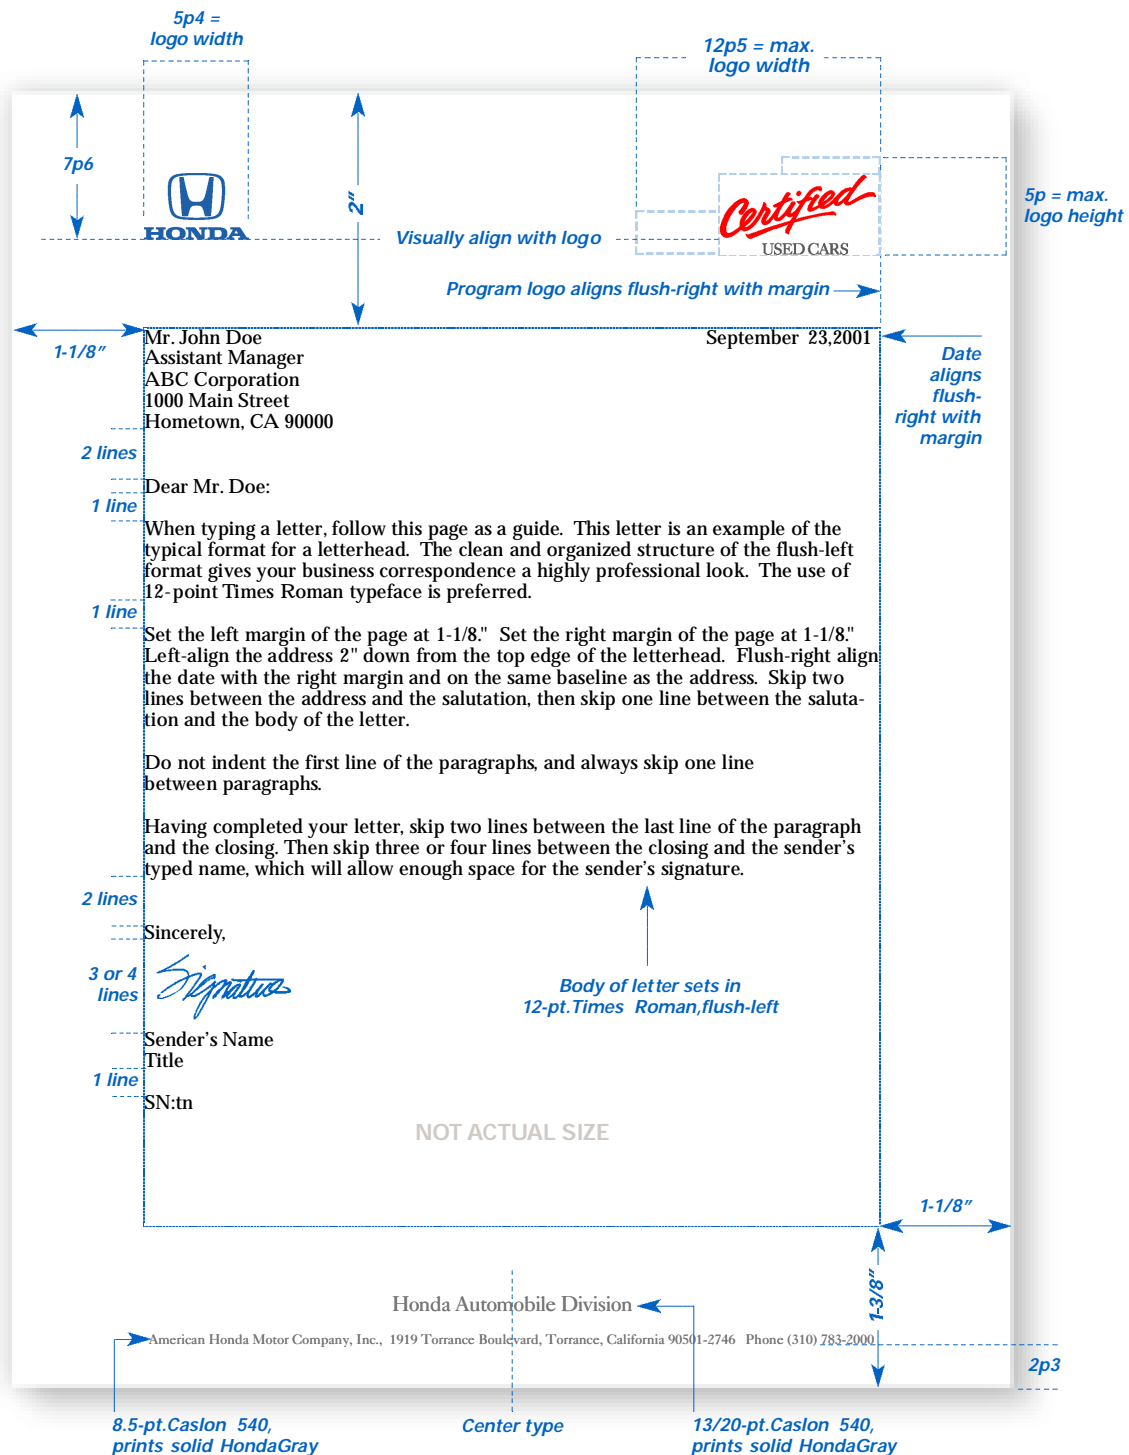 5p4 =
logo width
12p5 = max.
logo width
7p6
2"
HONDA
Certified
USED CARS
5p = max.
logo height
Visually align with logo
Program logo aligns flush-right with margin
1-1/8"
Mr. John Doe
September 23,2001
Assistant Manager
ABC Corporation
1000 Main Street
Hometown, CA 90000
Date
aligns
flush-
right with
margin
2 lines
Dear Mr. Doe:
1 line
When typing a letter, follow this page as a guide. This letter is an example of the
typical format for a letterhead. The clean and organized structure of the flush-left
format gives your business correspondence a highly professional look. The use of
12-point Times Roman typeface is preferred.
1 line
Set the left margin of the page at 1-1/8." Set the right margin of the page at 1-1/8."
Left-align the address 2" down from the top edge of the letterhead. Flush-right align
the date with the right margin and on the same baseline as the address. Skip two
lines between the address and the salutation, then skip one line between the saluta-
tion and the body of the letter.
Do not indent the first line of the paragraphs, and always skip one line
between paragraphs.
Having completed your letter, skip two lines between the last line of the paragraph
and the closing. Then skip three or four lines between the closing and the sender's
typed name, which will allow enough space for the sender's signature.
2 lines
Sincerely,
3 or 4
lines
Signature
Body of letter sets in
12-pt.Times Roman,flush-left
Sender's Name
Title
1 line
SN:tn
NOT ACTUAL SIZE
1-1/8"
1-3/8"
Honda Automobile Division
American Honda Motor Company, Inc., 1919 Torrance Boulevard, Torrance, California 90501-2746 Phone (310) 783-2000
2p3
8.5-pt.Caslon 540,
prints solid HondaGray
Center type
13/20-pt.Caslon 540,
prints solid HondaGray